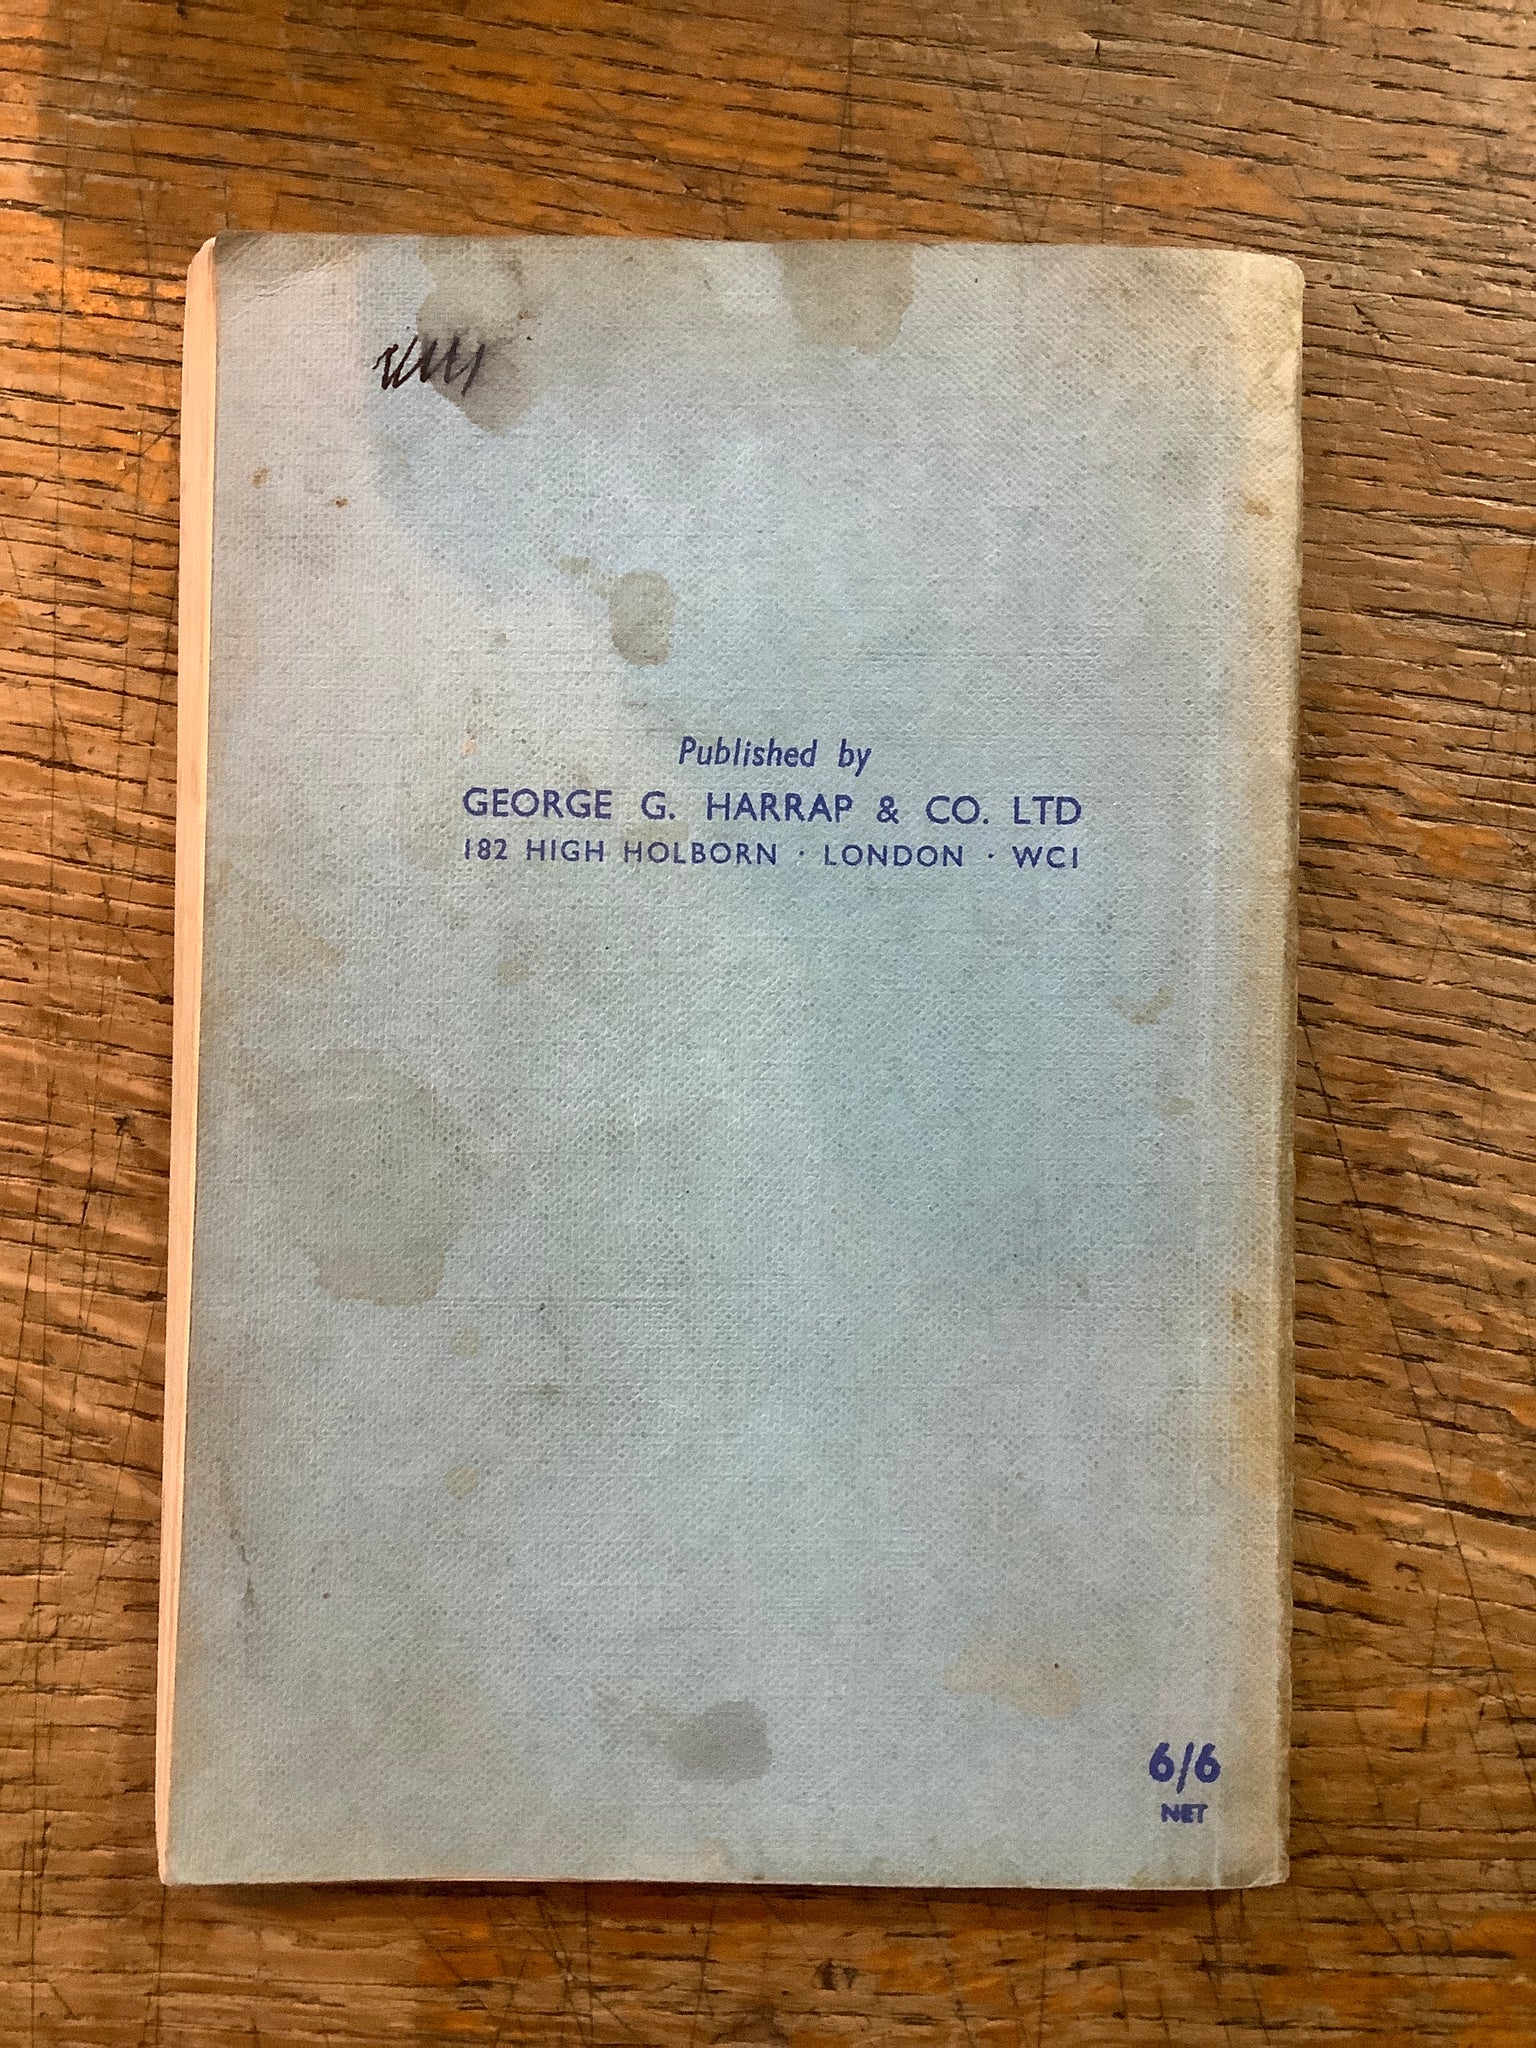 Published by
GEORGE G. HARRAP & CO. LTD
182 HIGH HOLBORN · LONDON · WC1
6/6
NET